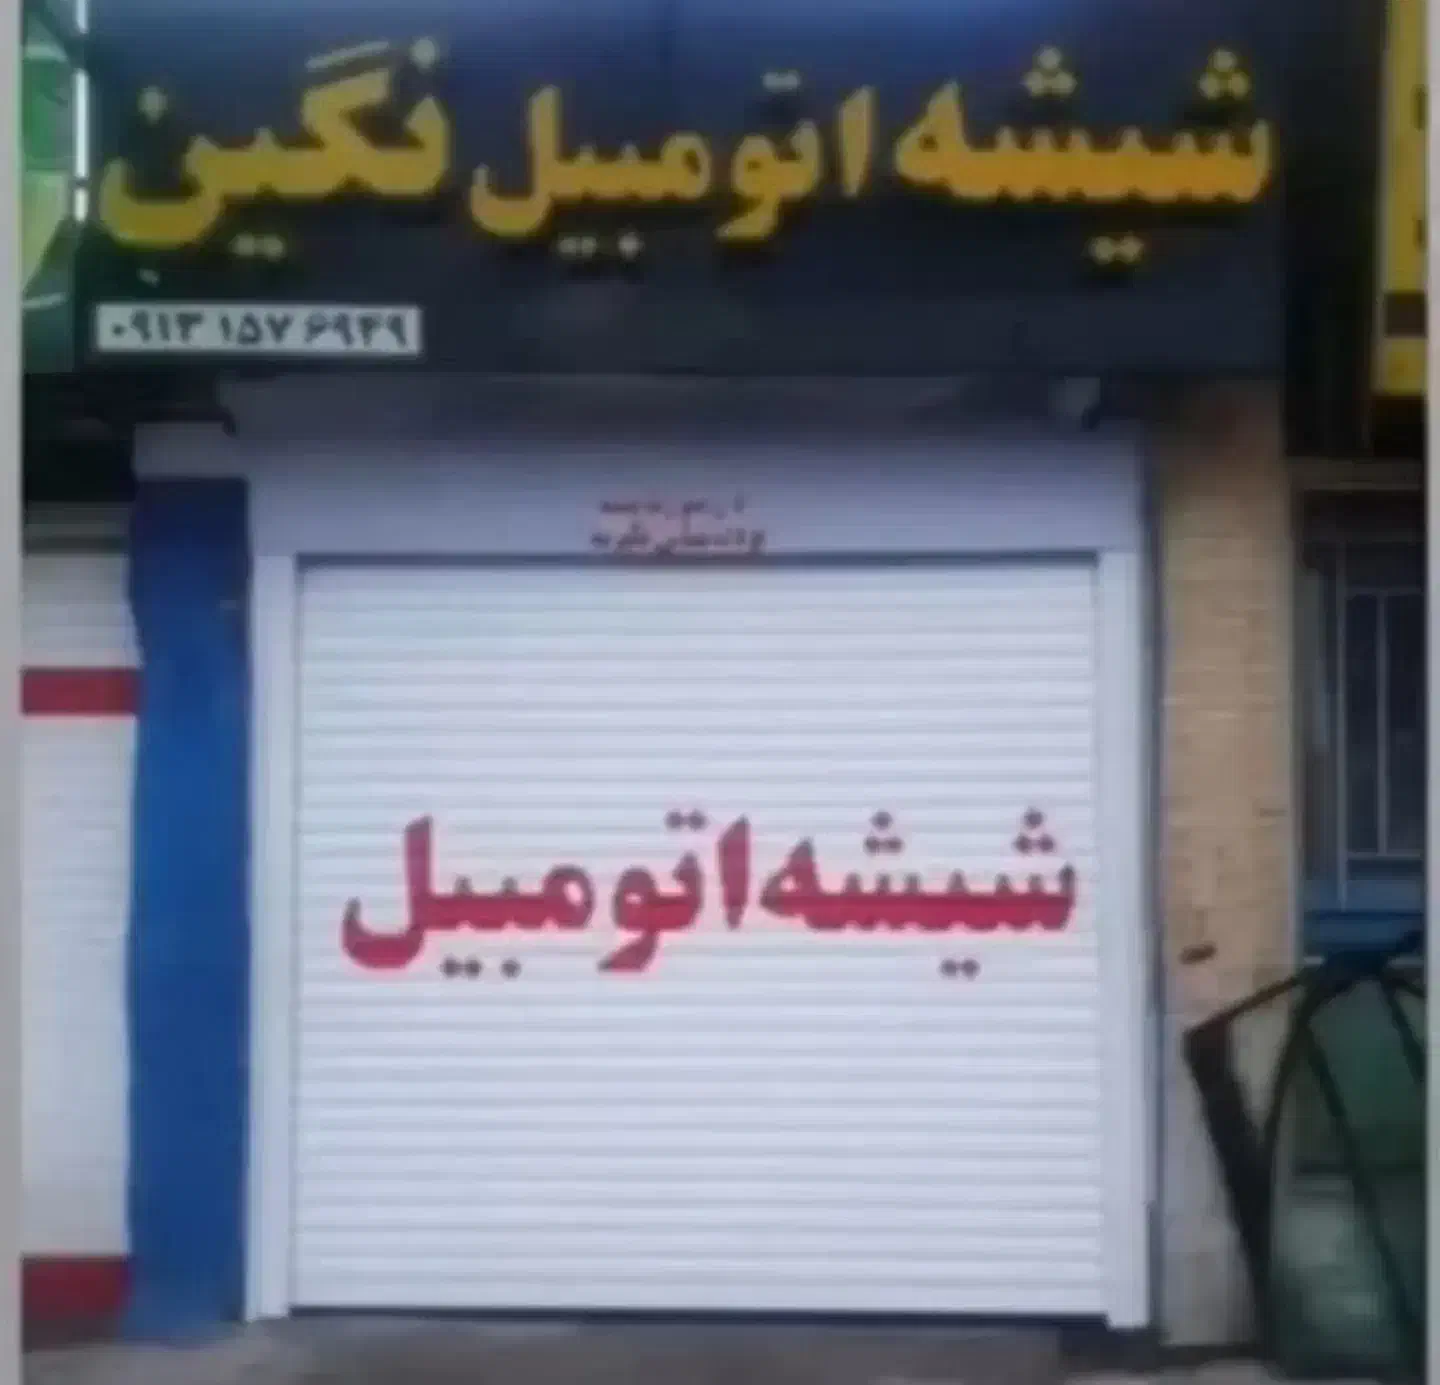 شیشه اتومبیل نگین
۰۹۱۳ ۱۵۷ ۶۹۴۹
شیشه اتومبیل